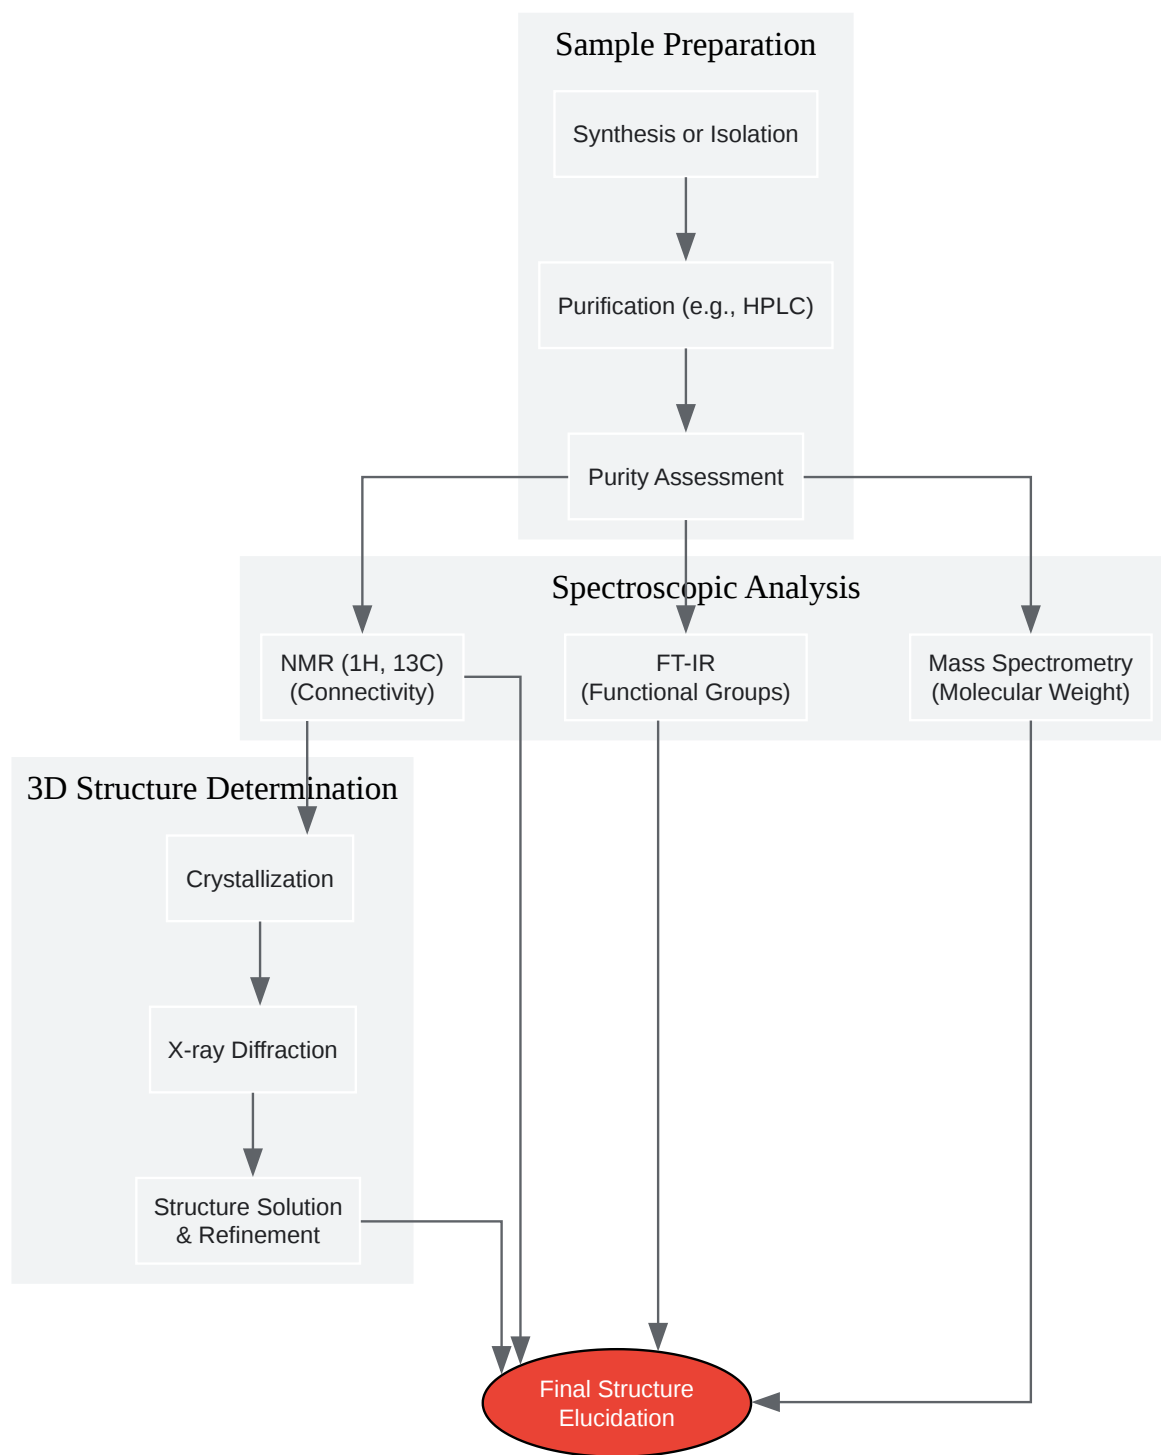 Sample Preparation
Synthesis or Isolation
Purification (e.g., HPLC)
Purity Assessment
Spectroscopic Analysis
NMR (1H, 13C)
(Connectivity)
FT-IR
(Functional Groups)
Mass Spectrometry
(Molecular Weight)
3D Structure Determination
Crystallization
X-ray Diffraction
Structure Solution
& Refinement
Final Structure
Elucidation